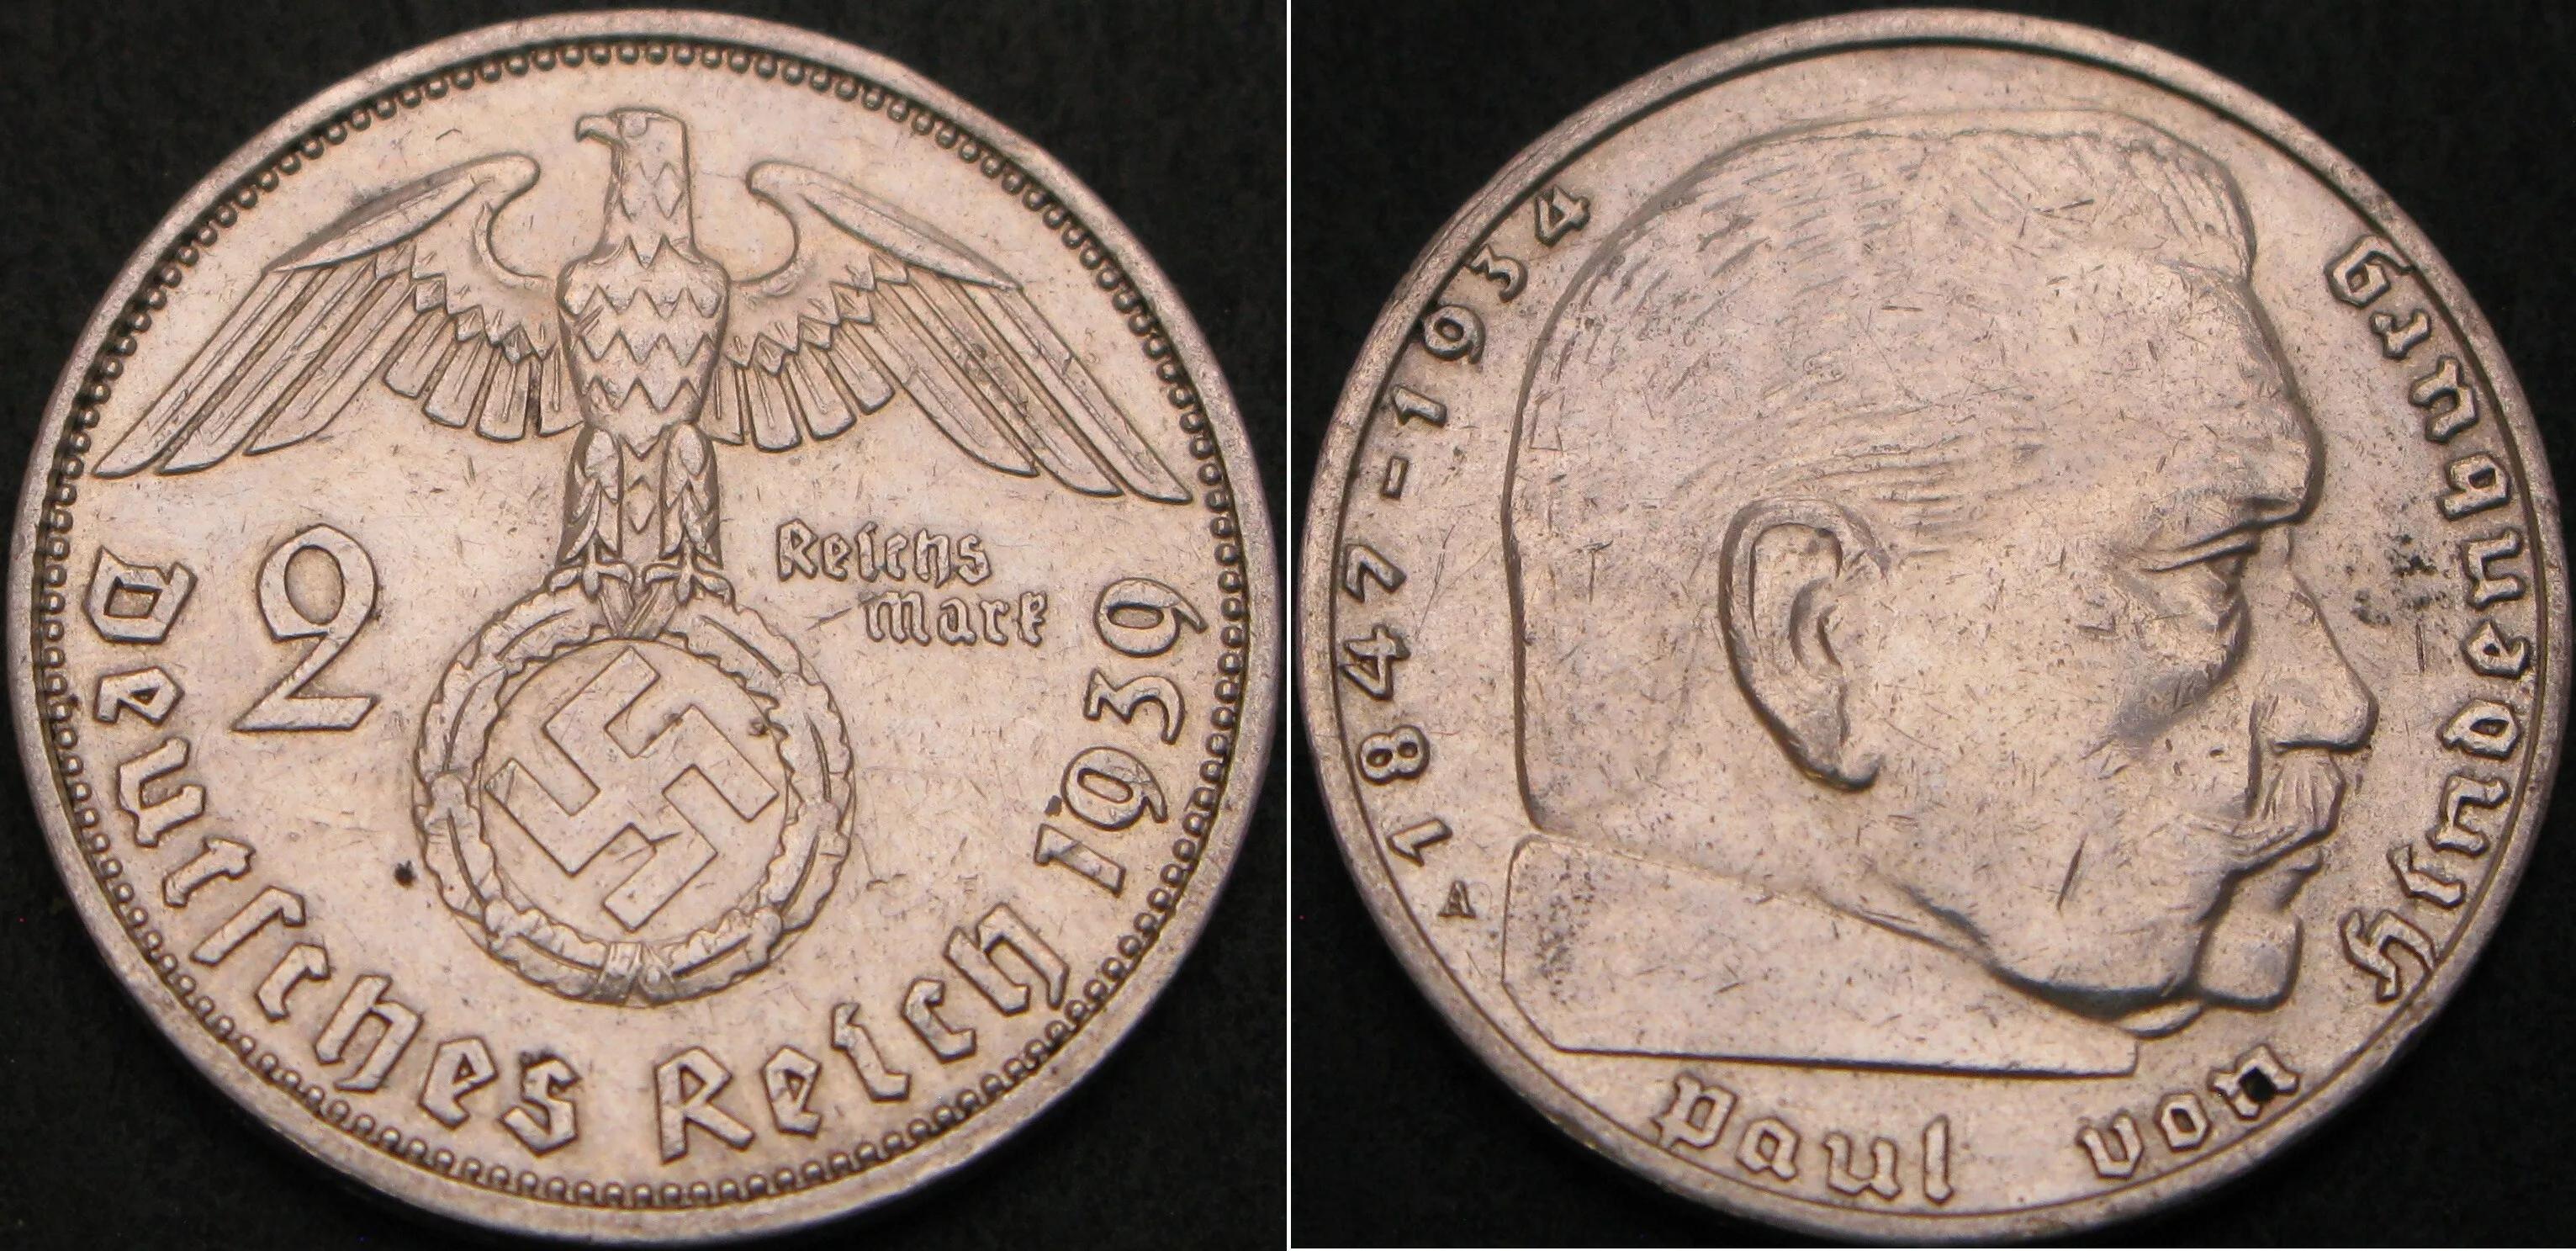 2
Reichs
Mark
Deutsches Reich 1939
1847-1934
A
Paul von Hindenburg